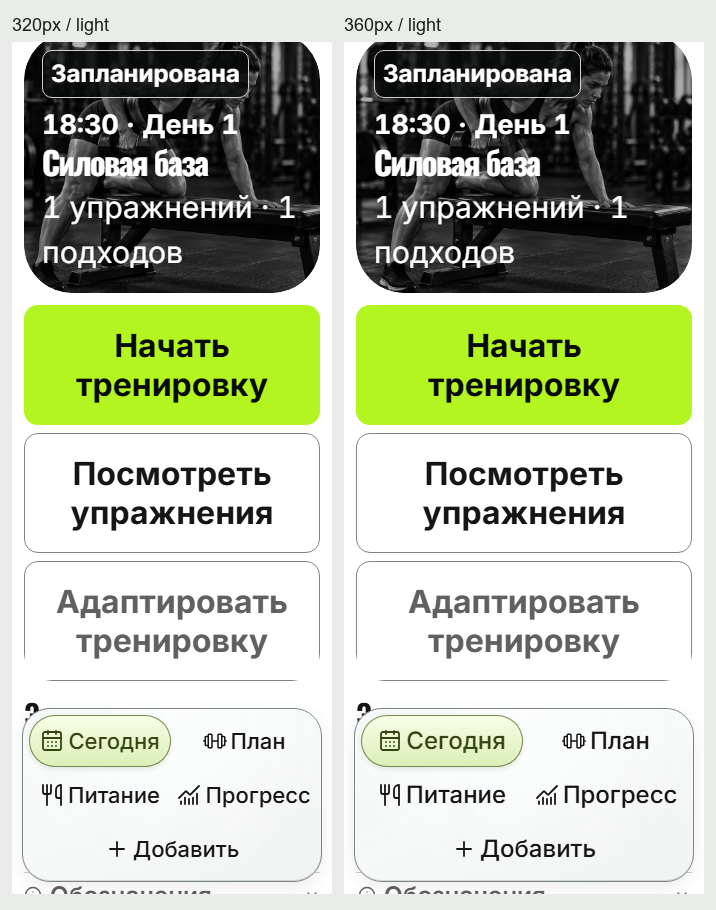 320px / light
Запланирована
18:30 · День 1
Силовая база
1 упражнений · 1
подходов
Начать
тренировку
Посмотреть
упражнения
Адаптировать
тренировку
Сегодня
План
Питание
Прогресс
+ Добавить
Обозначения
360px / light
Запланирована
18:30 · День 1
Силовая база
1 упражнений · 1
подходов
Начать
тренировку
Посмотреть
упражнения
Адаптировать
тренировку
Сегодня
План
Питание
Прогресс
+ Добавить
Обозначения